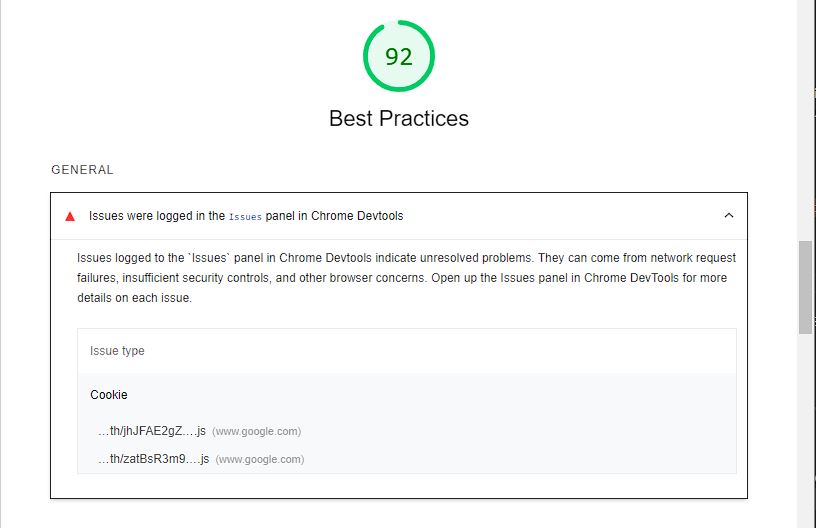 92
Best Practices
GENERAL
Issues were logged in the Issues panel in Chrome Devtools
Issues logged to the `Issues` panel in Chrome Devtools indicate unresolved problems. They can come from network request
failures, insufficient security controls, and other browser concerns. Open up the Issues panel in Chrome DevTools for more
details on each issue.
Issue type
Cookie
…th/jhJFAE2gZ….js (www.google.com)
…th/zatBsR3m9….js (www.google.com)